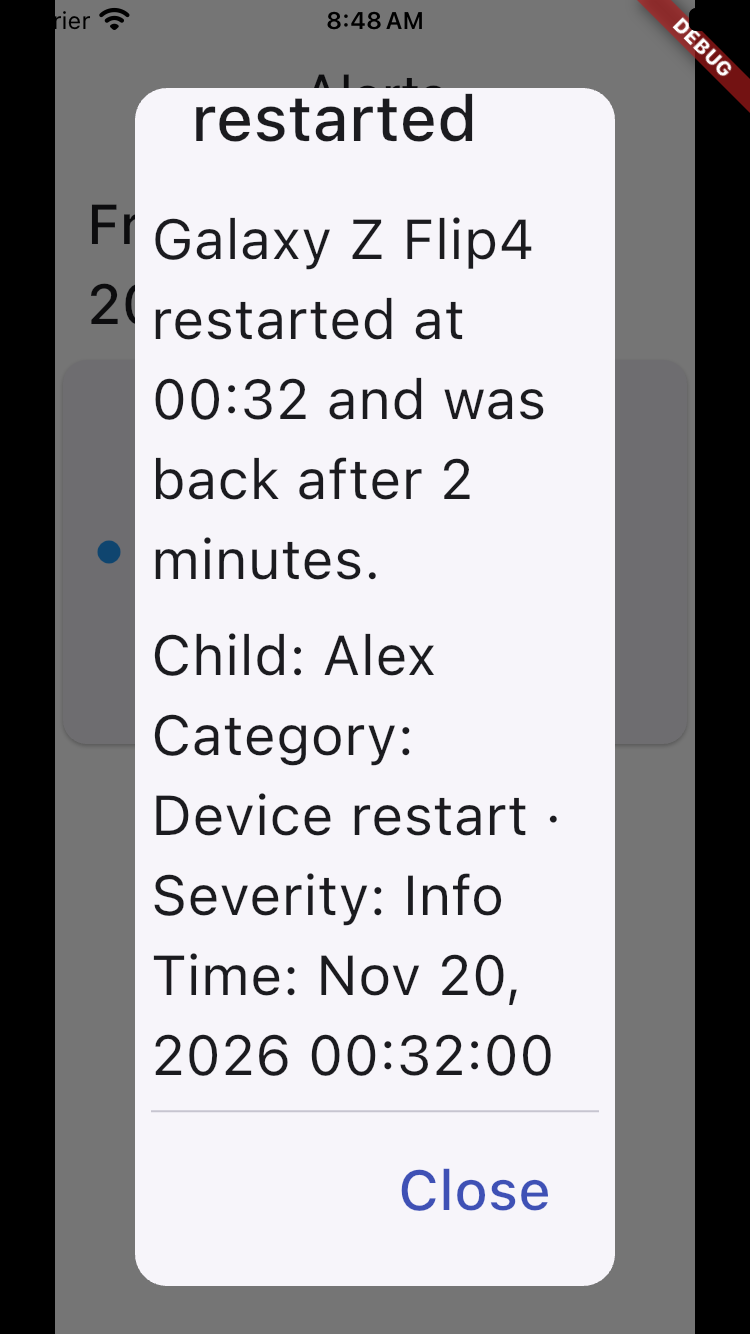 8:48 AM
DEBUG
restarted
Galaxy Z Flip4
restarted at
00:32 and was
back after 2
minutes.
Child: Alex
Category:
Device restart ·
Severity: Info
Time: Nov 20,
2026 00:32:00
Close